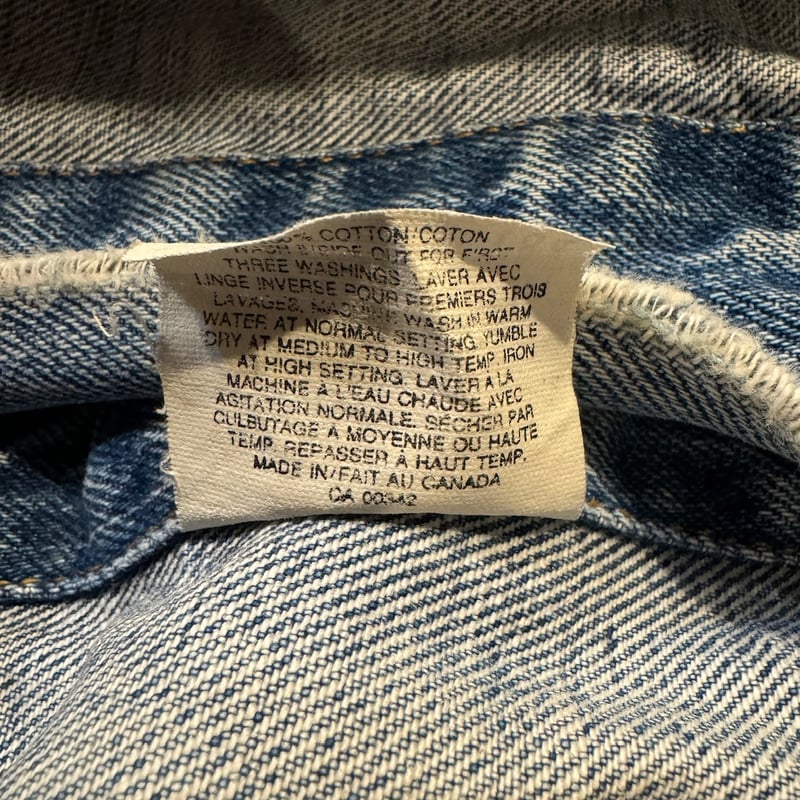 COTTON/COTON
WASH INSIDE OUT FOR FIRST
THREE WASHINGS. LAVER AVEC
LINGE INVERSE POUR PREMIERS TROIS
LAVAGES. MACHINE WASH IN WARM
WATER AT NORMAL SETTING TUMBLE
DRY AT MEDIUM TO HIGH TEMP. IRON
AT HIGH SETTING. LAVER A LA
MACHINE À L'EAU CHAUDE AVEC
AGITATION NORMALE. SÉCHER PAR
CULBUTAGE A MOYENNE OU HAUTE
TEMP. REPASSER À HAUT TEMP.
MADE IN/FAIT AU CANADA
CA